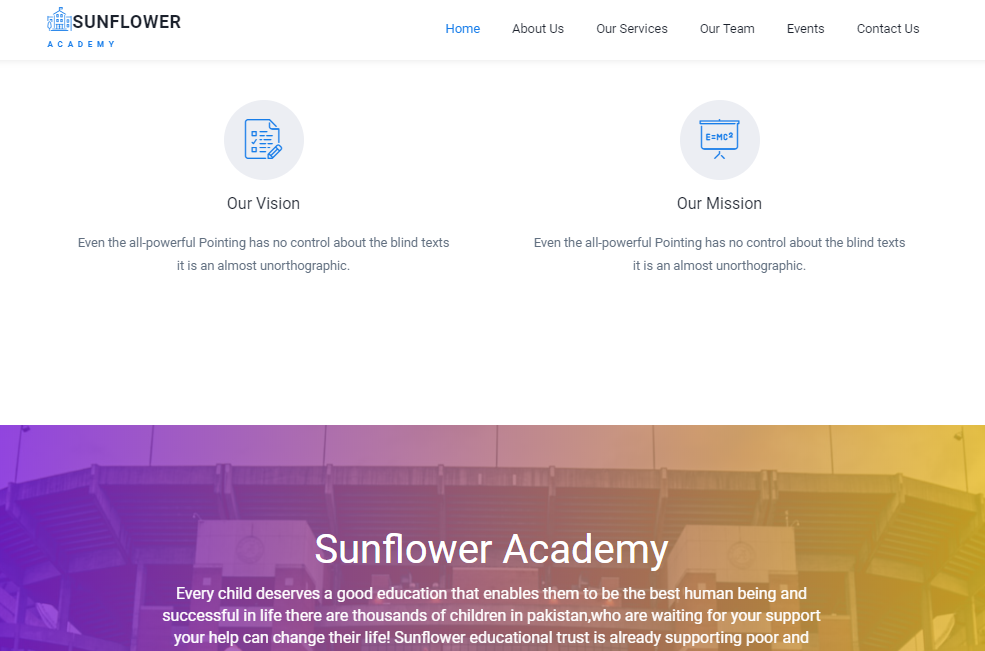 SUNFLOWER
ACADEMY
Home About Us Our Services Our Team Events Contact Us
E=MC²
Our Vision
Our Mission
Even the all-powerful Pointing has no control about the blind texts
it is an almost unorthographic.
Even the all-powerful Pointing has no control about the blind texts
it is an almost unorthographic.
Sunflower Academy
Every child deserves a good education that enables them to be the best human being and
successful in life there are thousands of children in pakistan,who are waiting for your support
your help can change their life! Sunflower educational trust is already supporting poor and